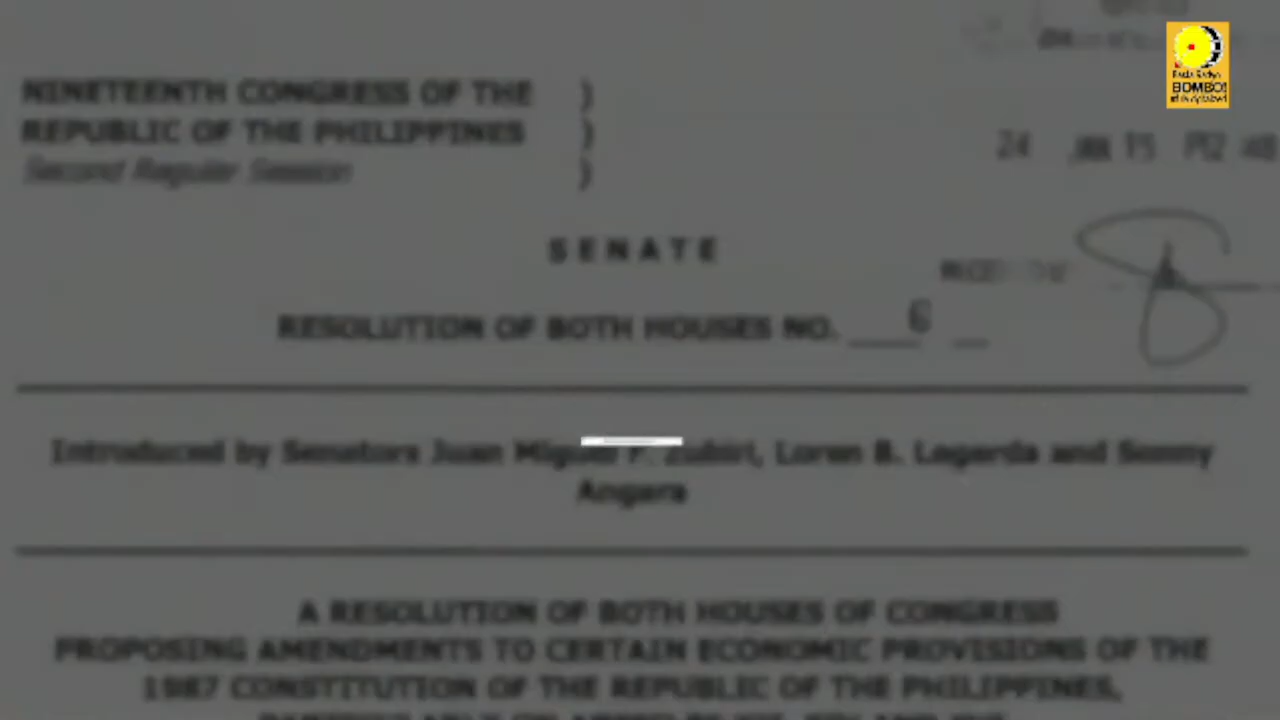 BOMBO!
NINETEENTH CONGRESS OF THE )
REPUBLIC OF THE PHILIPPINES )
Second Regular Session )
24 JAN 15 P12 48
SENATE
RESOLUTION OF BOTH HOUSES NO. 6
Introduced by Senators Juan Miguel F. Zubiri, Loren B. Legarda and Sonny
Angara
A RESOLUTION OF BOTH HOUSES OF CONGRESS
PROPOSING AMENDMENTS TO CERTAIN ECONOMIC PROVISIONS OF THE
1987 CONSTITUTION OF THE REPUBLIC OF THE PHILIPPINES,